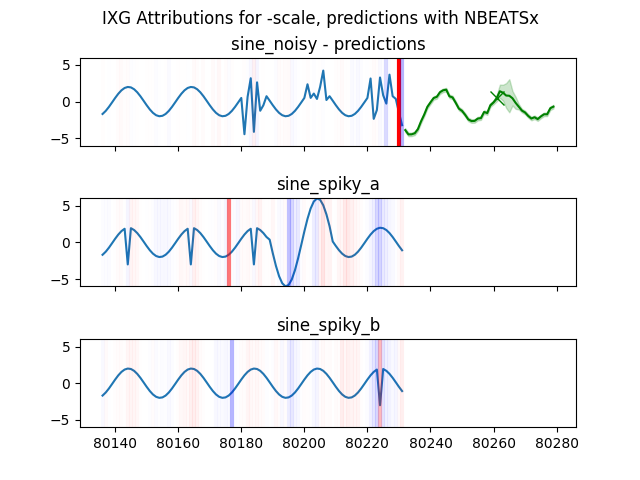 IXG Attributions for -scale, predictions with NBEATSx
sine_noisy - predictions
5
0
−5
sine_spiky_a
5
0
−5
sine_spiky_b
5
0
−5
80140 80160 80180 80200 80220 80240 80260 80280